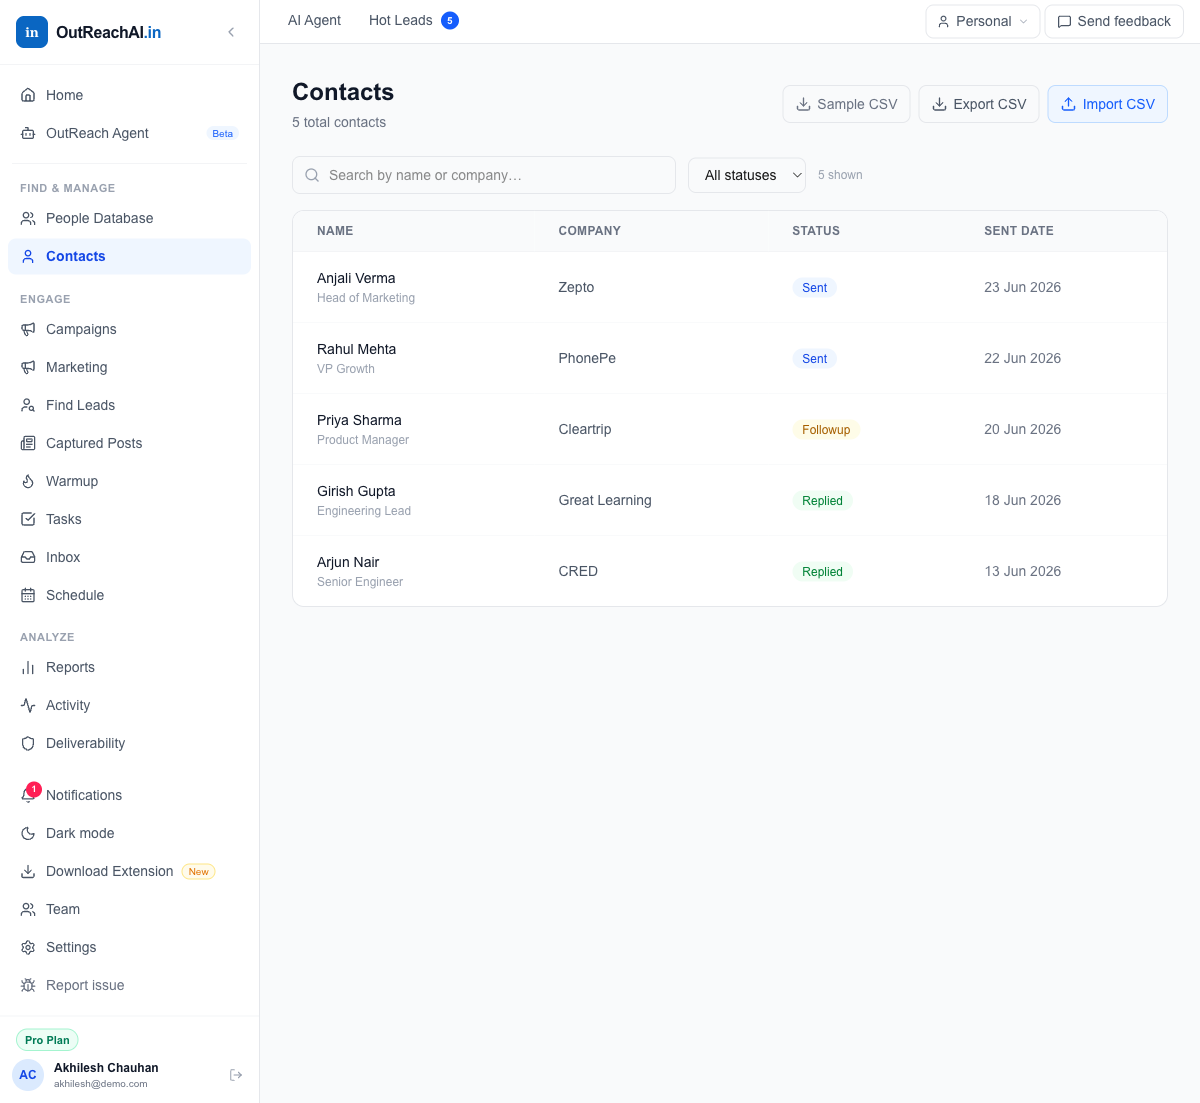 in OutReachAI.in
Home
OutReach Agent Beta
FIND & MANAGE
People Database
Contacts
ENGAGE
Campaigns
Marketing
Find Leads
Captured Posts
Warmup
Tasks
Inbox
Schedule
ANALYZE
Reports
Activity
Deliverability
1
Notifications
Dark mode
Download Extension New
Team
Settings
Report issue
Pro Plan
AC
Akhilesh Chauhan
akhilesh@demo.com
AI Agent Hot Leads 5 Personal Send feedback
Contacts
5 total contacts
Sample CSV Export CSV Import CSV
Search by name or company… All statuses 5 shown
NAME COMPANY STATUS SENT DATE
Anjali Verma
Head of Marketing
Zepto Sent 23 Jun 2026
Rahul Mehta
VP Growth
PhonePe Sent 22 Jun 2026
Priya Sharma
Product Manager
Cleartrip Followup 20 Jun 2026
Girish Gupta
Engineering Lead
Great Learning Replied 18 Jun 2026
Arjun Nair
Senior Engineer
CRED Replied 13 Jun 2026